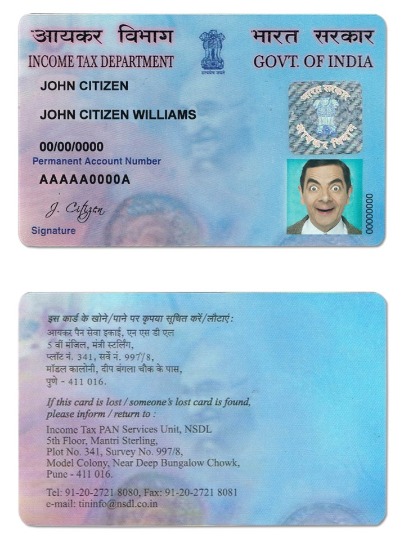 आयकर विभाग
INCOME TAX DEPARTMENT
भारत सरकार
GOVT. OF INDIA
JOHN CITIZEN
JOHN CITIZEN WILLIAMS
00/00/0000
Permanent Account Number
AAAAA0000A
J. Citizen
Signature
00000000
इस कार्ड के खोने/पाने पर कृपया सूचित करें/लौटाएं:
आयकर पैन सेवा इकाई, एन एस डी एल
5 वीं मंजिल, मंत्री स्टर्लिंग,
प्लॉट नं. 341, सर्वे नं. 997/8,
मॉडल कालोनी, दीप बंगला चौक के पास,
पुणे - 411 016.
If this card is lost / someone's lost card is found,
please inform / return to :
Income Tax PAN Services Unit, NSDL
5th Floor, Mantri Sterling,
Plot No. 341, Survey No. 997/8,
Model Colony, Near Deep Bungalow Chowk,
Pune - 411 016.
Tel: 91-20-2721 8080, Fax: 91-20-2721 8081
e-mail: tininfo@nsdl.co.in